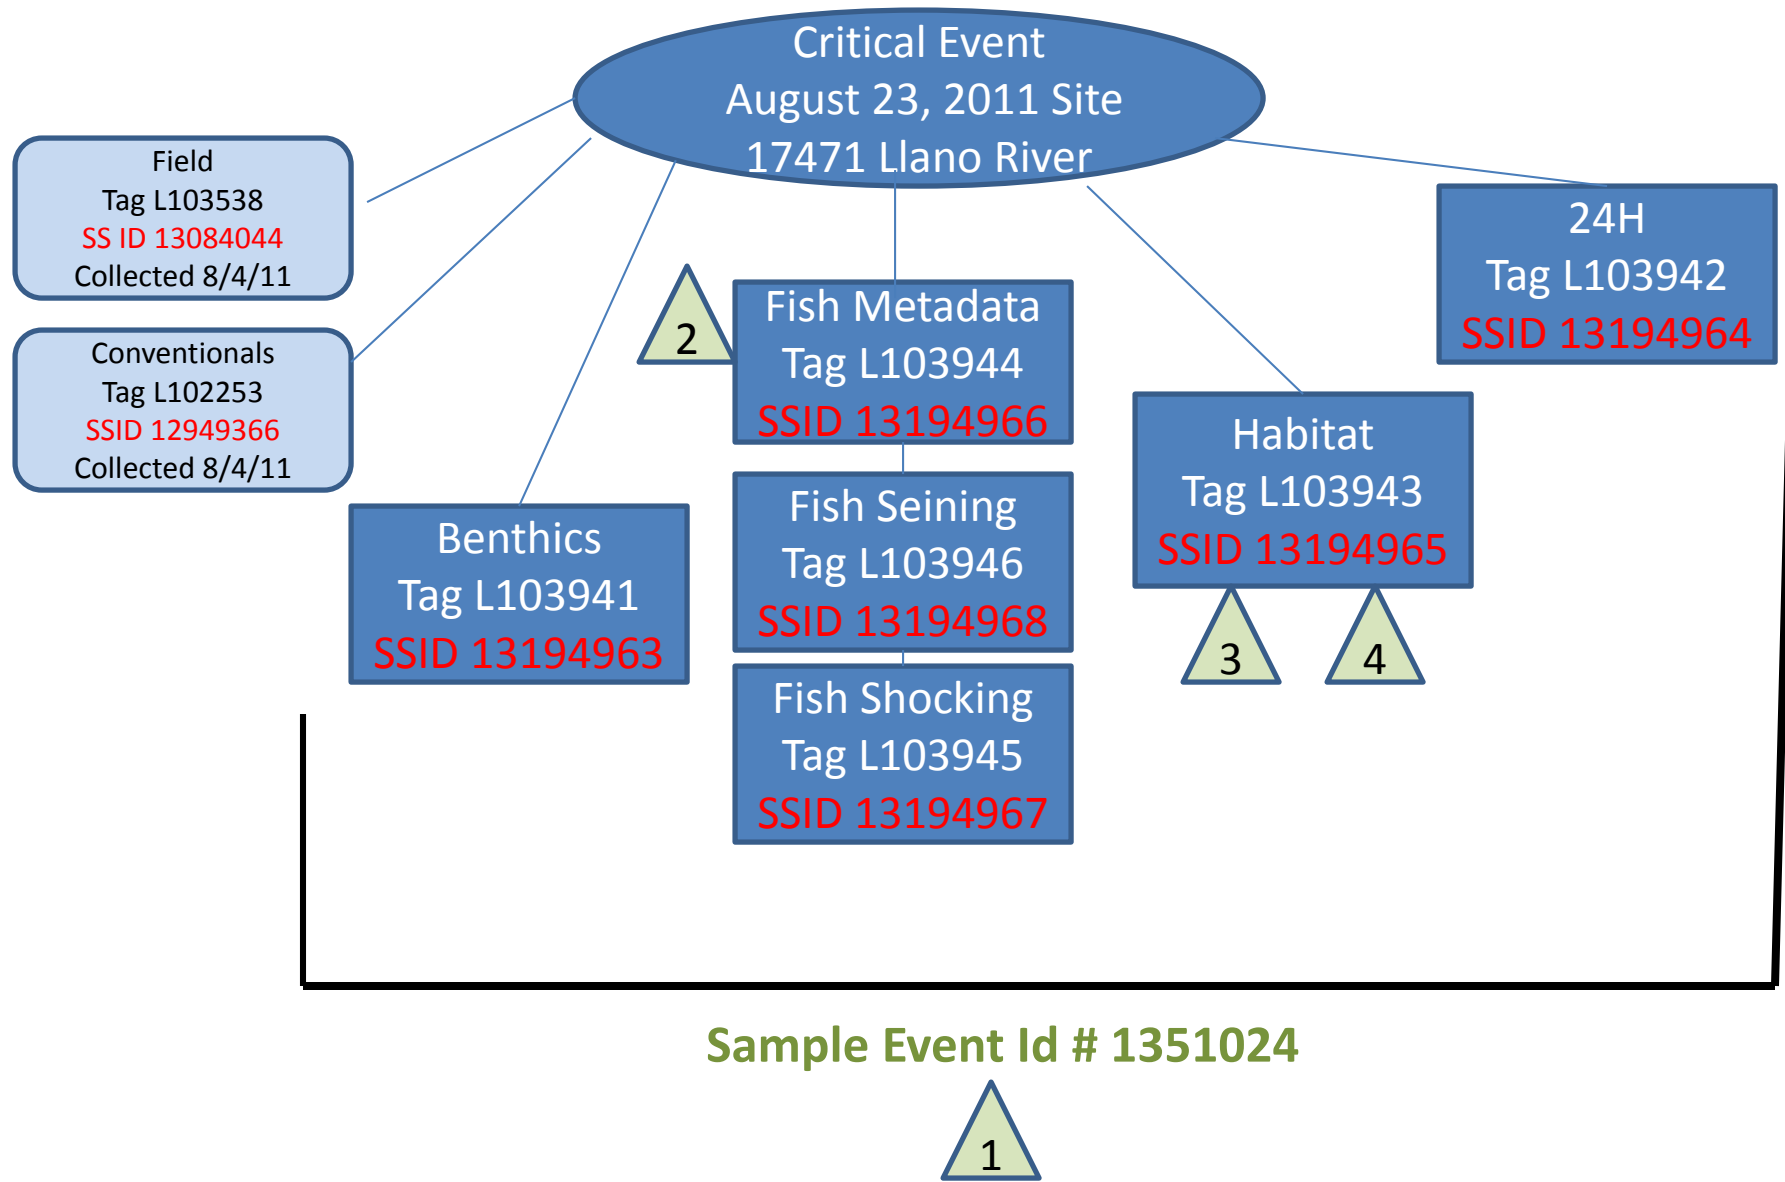 Critical Event
August 23, 2011 Site
17471 Llano River
Field
Tag L103538
SS ID 13084044
Collected 8/4/11
Conventionals
Tag L102253
SSID 12949366
Collected 8/4/11
Benthics
Tag L103941
SSID 13194963
2
Fish Metadata
Tag L103944
SSID 13194966
Fish Seining
Tag L103946
SSID 13194968
Fish Shocking
Tag L103945
SSID 13194967
Habitat
Tag L103943
SSID 13194965
3
4
24H
Tag L103942
SSID 13194964
Sample Event Id # 1351024
1